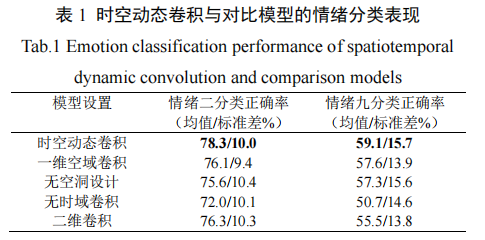 表 1 时空动态卷积与对比模型的情绪分类表现
Tab.1 Emotion classification performance of spatiotemporal
dynamic convolution and comparison models
模型设置 情绪二分类正确率 情绪九分类正确率
（均值/标准差%） （均值/标准差%）
时空动态卷积 78.3/10.0 59.1/15.7
一维空域卷积 76.1/9.4 57.6/13.9
无空洞设计 75.6/10.4 57.3/15.6
无时域卷积 72.0/10.1 50.7/14.6
二维卷积 76.3/10.3 55.5/13.8